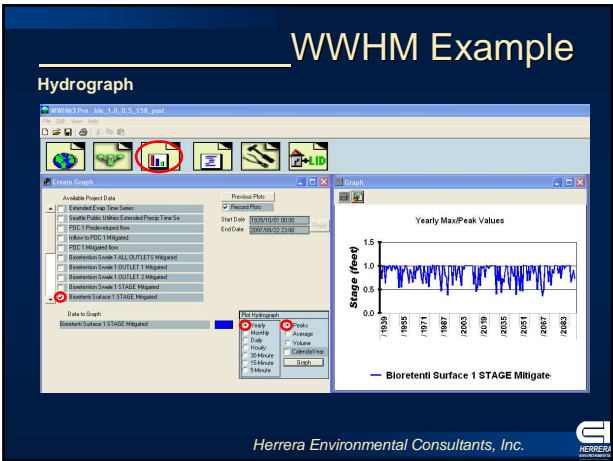 WWHM Example
Hydrograph
WWHM3 Pro bio_1.0_0.5_158_past
File Edit View Help
LID
Create Graph
Available Project Data
Extended Evap Time Series
Seattle Public Utilities Extended Precip Time Se
POC 1 Predeveloped flow
Inflow to POC 1 Mitigated
POC 1 Mitigated flow
Bioretention Swale 1 ALL OUTLETS Mitigated
Bioretention Swale 1 OUTLET 1 Mitigated
Bioretention Swale 1 OUTLET 2 Mitigated
Bioretention Swale 1 STAGE Mitigated
Bioretenti Surface 1 STAGE Mitigated
Data to Graph
Bioretenti Surface 1 STAGE Mitigated
Previous Plots
Record Plots
Start Date 1939/10/01 00:00
End Date 2097/09/22 23:00
Reset
Plot Hydrograph
Yearly
Monthly
Daily
Hourly
30-Minute
15-Minute
5-Minute
Peaks
Average
Volume
CalendarYear
Graph
Graph
Yearly Max/Peak Values
Stage (feet)
1.5
1.0
0.5
0.0
/1939
/1955
/1971
/1987
/2003
/2019
/2035
/2051
/2067
/2083
Bioretenti Surface 1 STAGE Mitigate
Herrera Environmental Consultants, Inc.
HERRERA